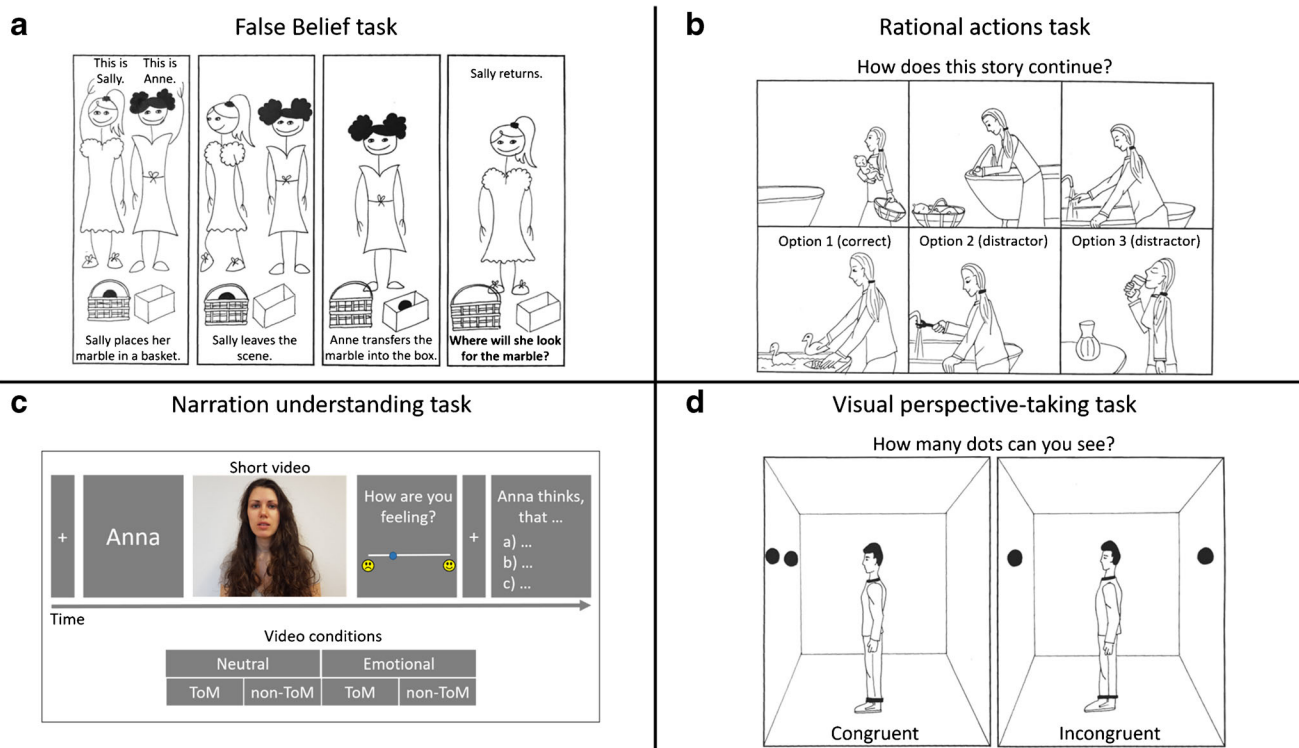 a
False Belief task
This is
Sally.
This is
Anne.
Sally returns.
Sally places her
marble in a basket.
Sally leaves the
scene.
Anne transfers the
marble into the box.
Where will she look
for the marble?
b
Rational actions task
How does this story continue?
Option 1 (correct)
Option 2 (distractor)
Option 3 (distractor)
c
Narration understanding task
Short video
+
Anna
How are you
feeling?
+
Anna thinks,
that ...
a) ...
b) ...
c) ...
Time
Video conditions
Neutral
Emotional
ToM
non-ToM
ToM
non-ToM
d
Visual perspective-taking task
How many dots can you see?
Congruent
Incongruent